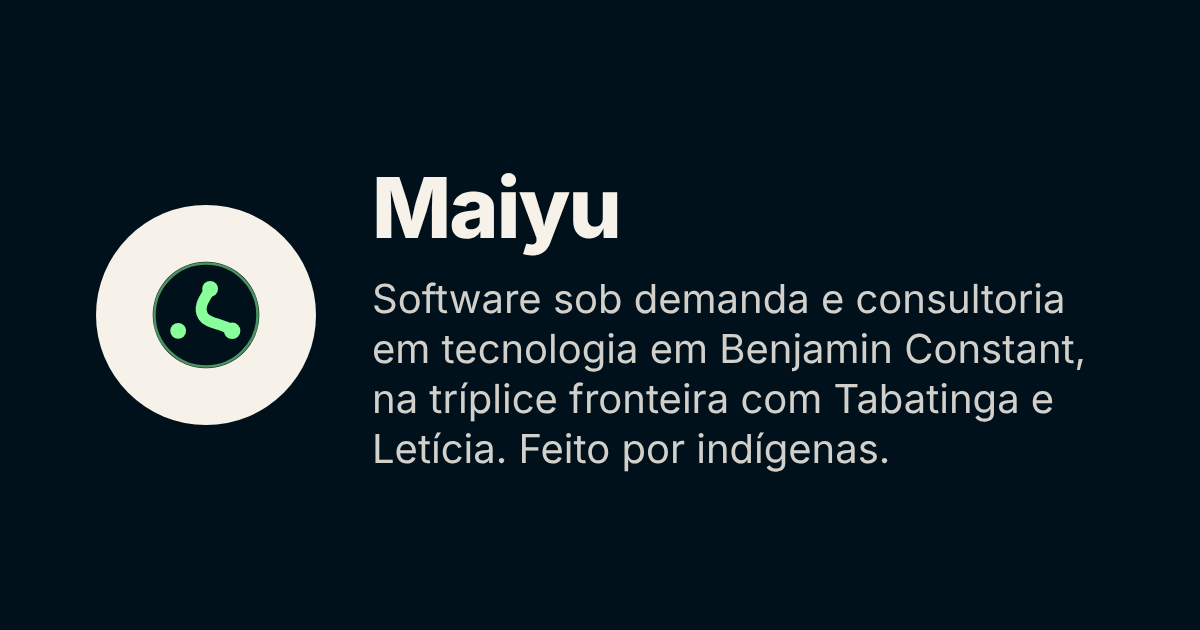 Maiyu
Software sob demanda e consultoria
em tecnologia em Benjamin Constant,
na tríplice fronteira com Tabatinga e
Letícia. Feito por indígenas.